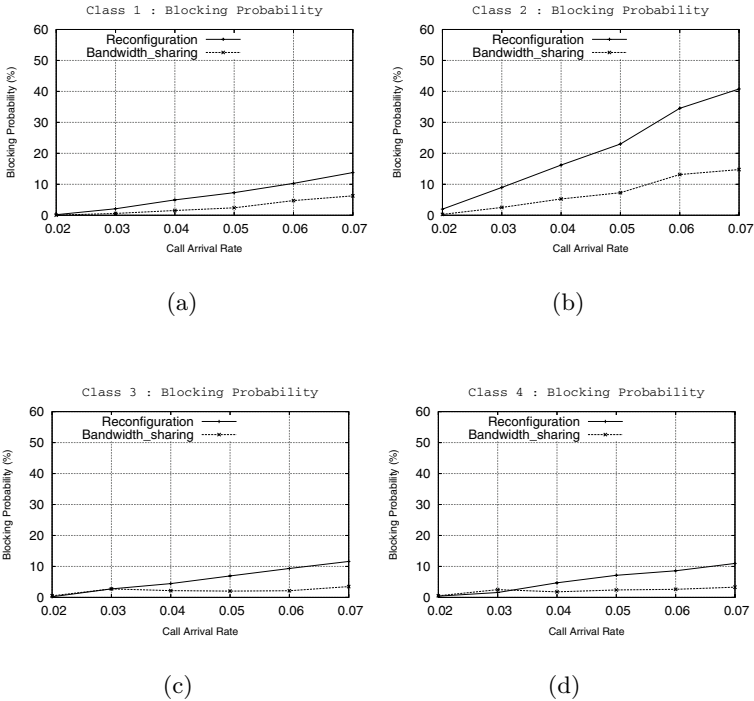 Class 1 : Blocking Probability
60
50
40
30
20
10
0
Blocking Probability (%)
Reconfiguration
Bandwidth_sharing
0.02 0.03 0.04 0.05 0.06 0.07
Call Arrival Rate
(a)
Class 2 : Blocking Probability
60
50
40
30
20
10
0
Blocking Probability (%)
Reconfiguration
Bandwidth_sharing
0.02 0.03 0.04 0.05 0.06 0.07
Call Arrival Rate
(b)
Class 3 : Blocking Probability
60
50
40
30
20
10
0
Blocking Probability (%)
Reconfiguration
Bandwidth_sharing
0.02 0.03 0.04 0.05 0.06 0.07
Call Arrival Rate
(c)
Class 4 : Blocking Probability
60
50
40
30
20
10
0
Blocking Probability (%)
Reconfiguration
Bandwidth_sharing
0.02 0.03 0.04 0.05 0.06 0.07
Call Arrival Rate
(d)